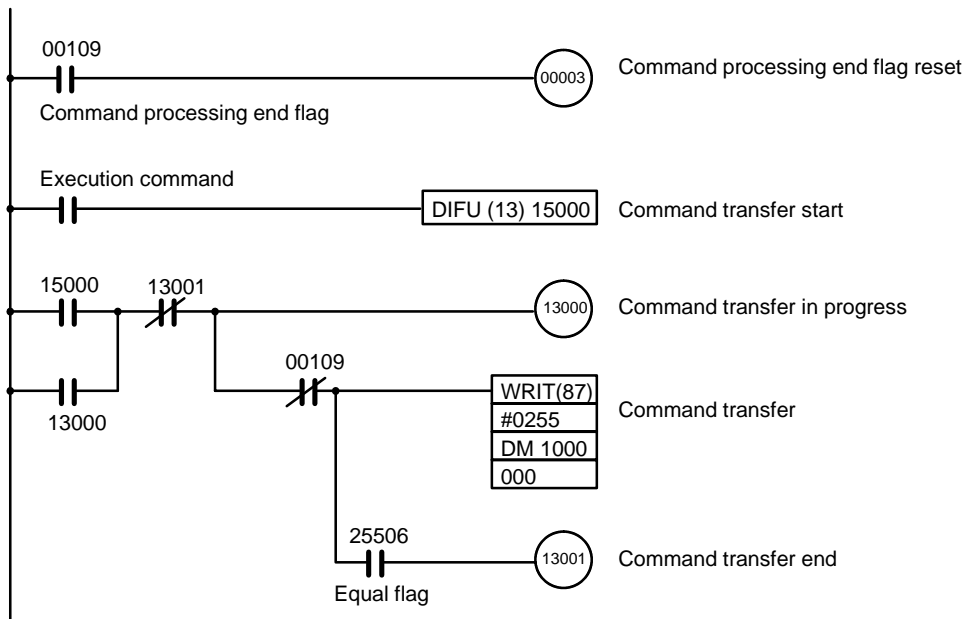 00109
00003
Command processing end flag reset
Command processing end flag
Execution command
DIFU (13) 15000
Command transfer start
15000
13001
13000
Command transfer in progress
13000
00109
WRIT(87)
#0255
DM 1000
000
Command transfer
25506
13001
Command transfer end
Equal flag